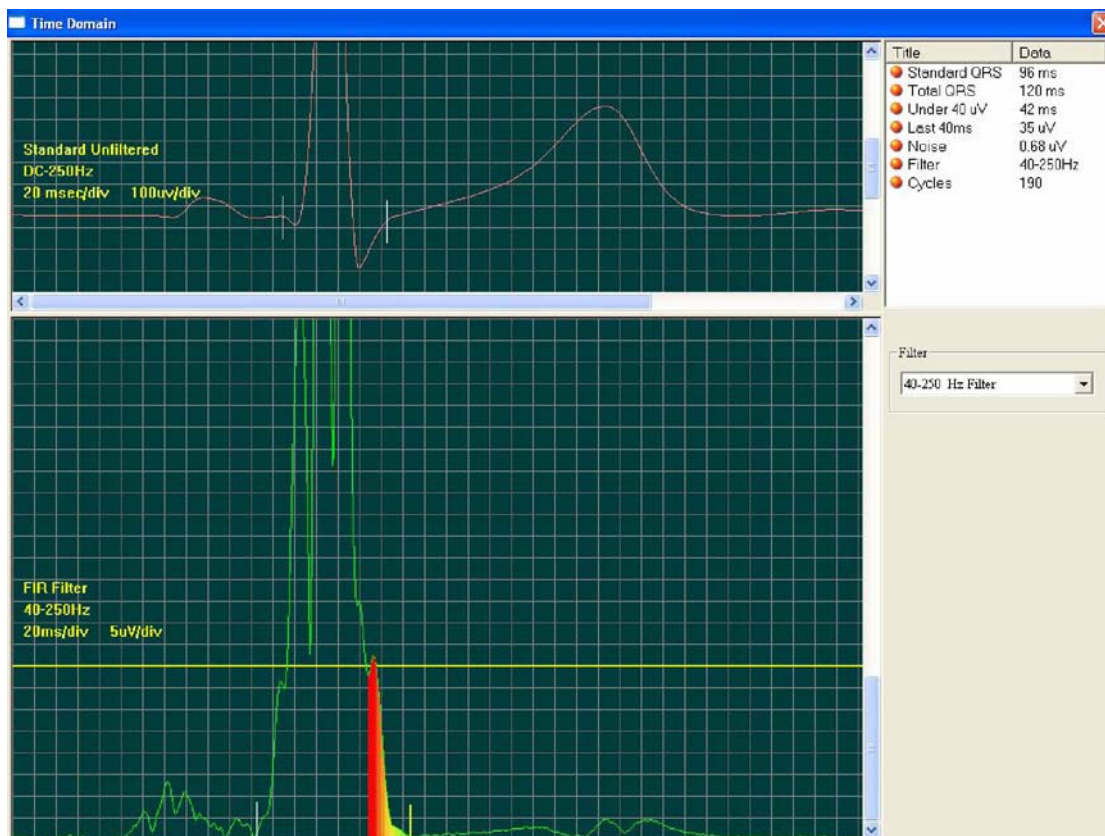 Time Domain
Standard Unfiltered
DC-250Hz
20 msec/div 100uv/div
Title Data
Standard QRS 96 ms
Total QRS 120 ms
Under 40 uV 42 ms
Last 40ms 35 uV
Noise 0.68 uV
Filter 40-250Hz
Cycles 190
FIR Filter
40-250Hz
20ms/div 5uV/div
Filter
40-250 Hz Filter